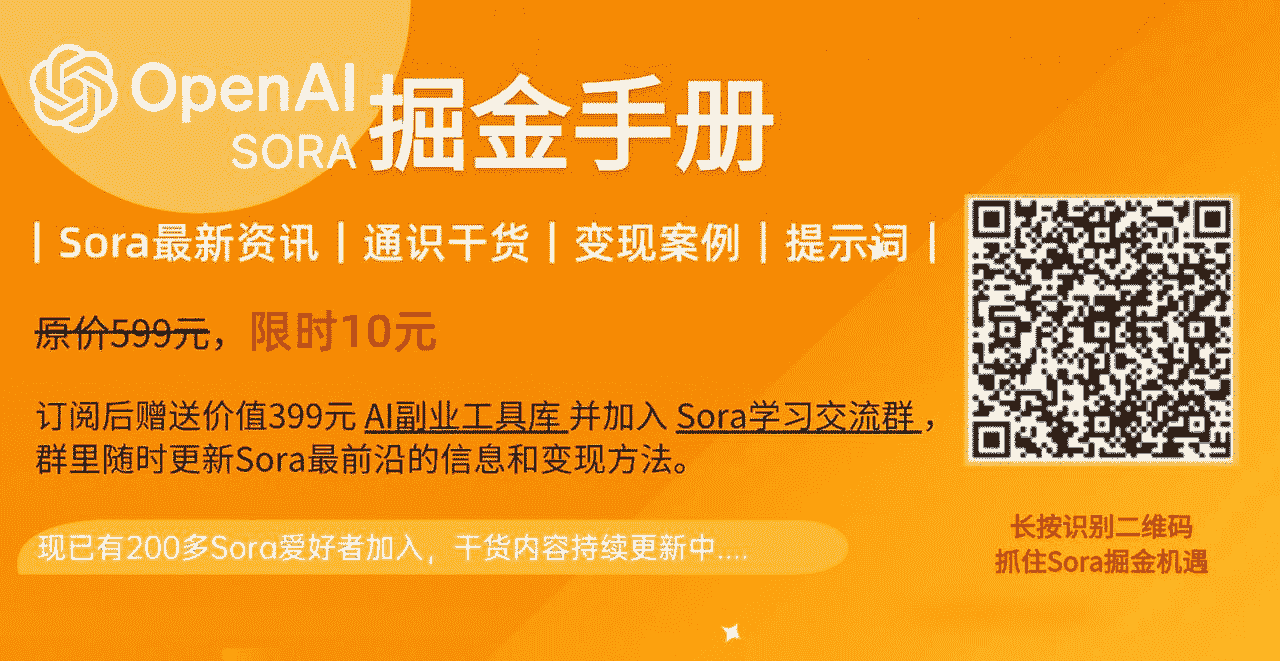 OpenAI
SORA
掘金手册
|Sora最新资讯|通识干货|变现案例|提示词|
原价599元，限时10元
订阅后赠送价值399元 AI副业工具库 并加入 Sora学习交流群，
群里随时更新Sora最前沿的信息和变现方法。
现已有200多Sora爱好者加入，干货内容持续更新中....
长按识别二维码
抓住Sora掘金机遇